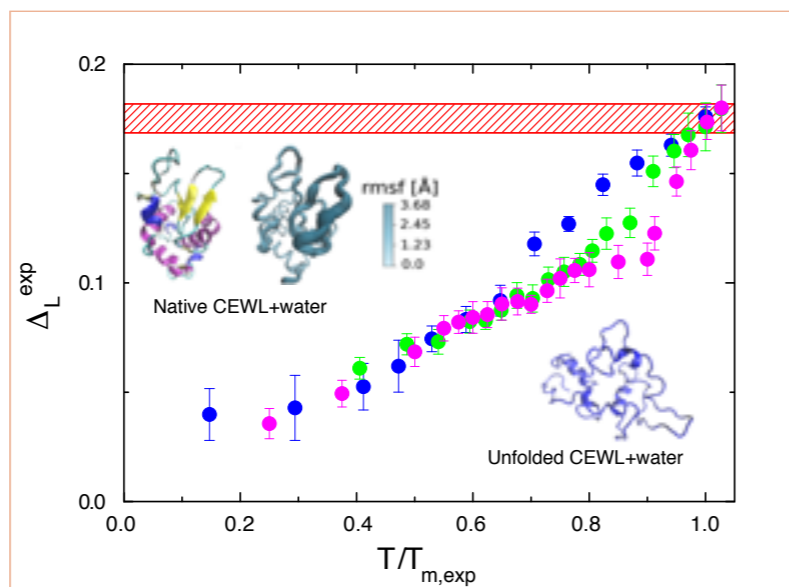 0.2
rmsf [Å]
3.68
2.45
1.23
0.0
Native CEWL+water
0.1
Δ_L^exp
Unfolded CEWL+water
0.0
0.0 0.2 0.4 0.6 0.8 1.0
T/T_m,exp